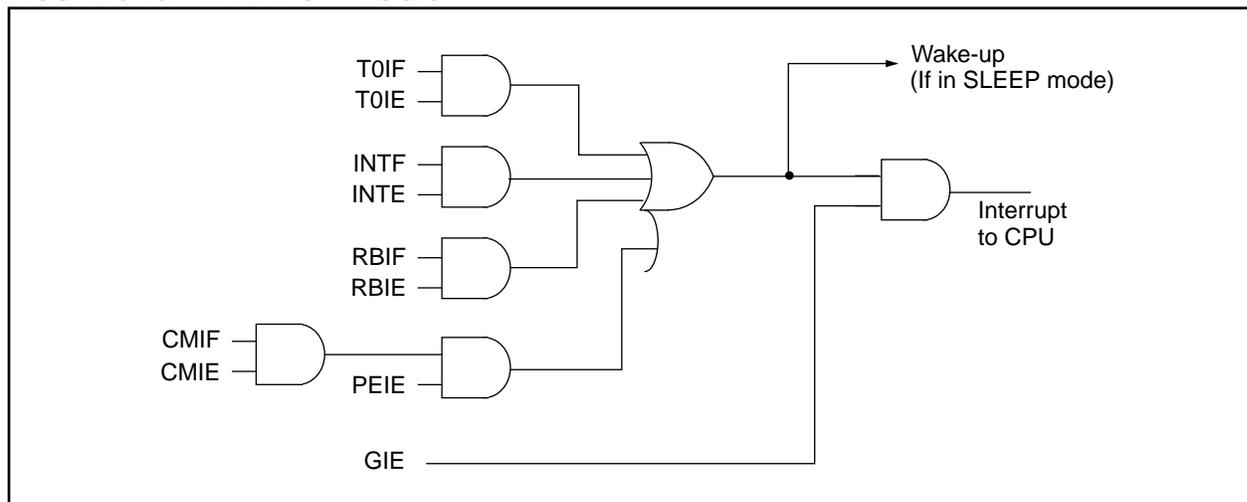 T0IF
T0IE
INTF
INTE
RBIF
RBIE
CMIF
CMIE
PEIE
GIE
Wake-up
(If in SLEEP mode)
Interrupt
to CPU